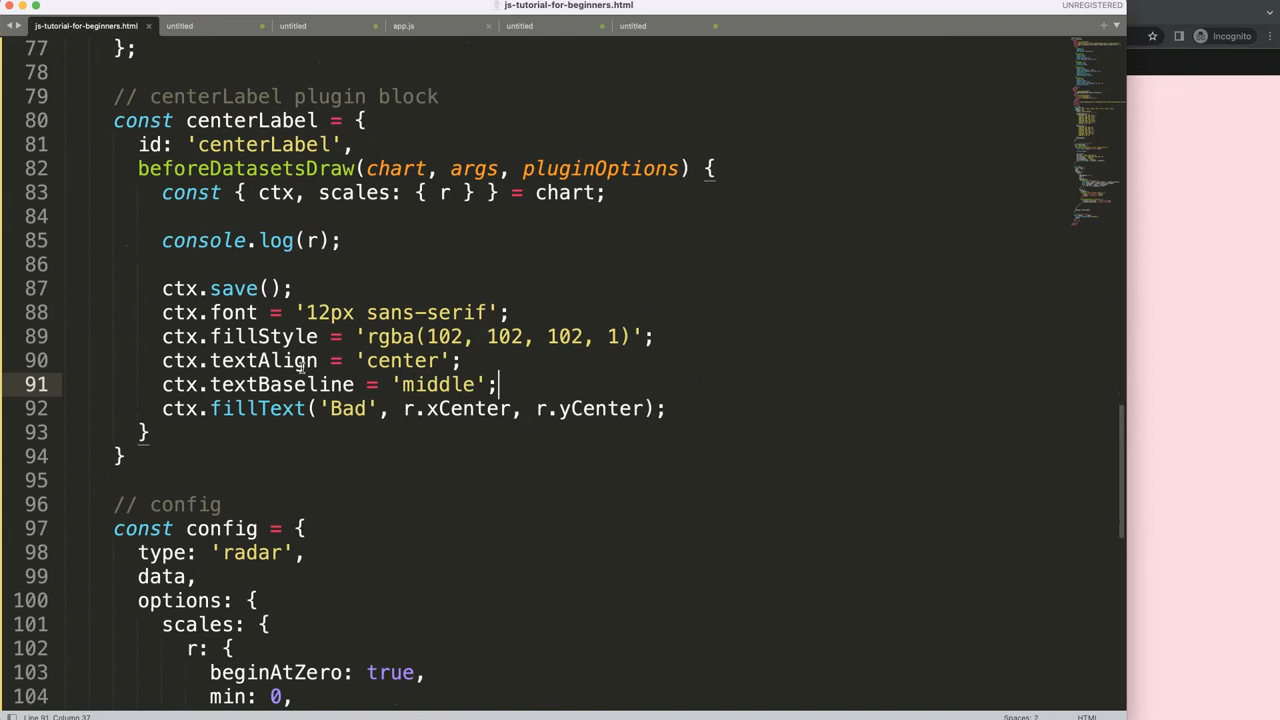 js-tutorial-for-beginners.html
UNREGISTERED
js-tutorial-for-beginners.html × untitled untitled app.js × untitled untitled
Incognito
77 };
78
79 // centerLabel plugin block
80 const centerLabel = {
81 id: 'centerLabel',
82 beforeDatasetsDraw(chart, args, pluginOptions) {
83 const { ctx, scales: { r } } = chart;
84
85 console.log(r);
86
87 ctx.save();
88 ctx.font = '12px sans-serif';
89 ctx.fillStyle = 'rgba(102, 102, 102, 1)';
90 ctx.textAlign = 'center';
91 ctx.textBaseline = 'middle';
92 ctx.fillText('Bad', r.xCenter, r.yCenter);
93 }
94 }
95
96 // config
97 const config = {
98 type: 'radar',
99 data,
100 options: {
101 scales: {
102 r: {
103 beginAtZero: true,
104 min: 0,
Line 91, Column 37
Spaces: 2
HTML